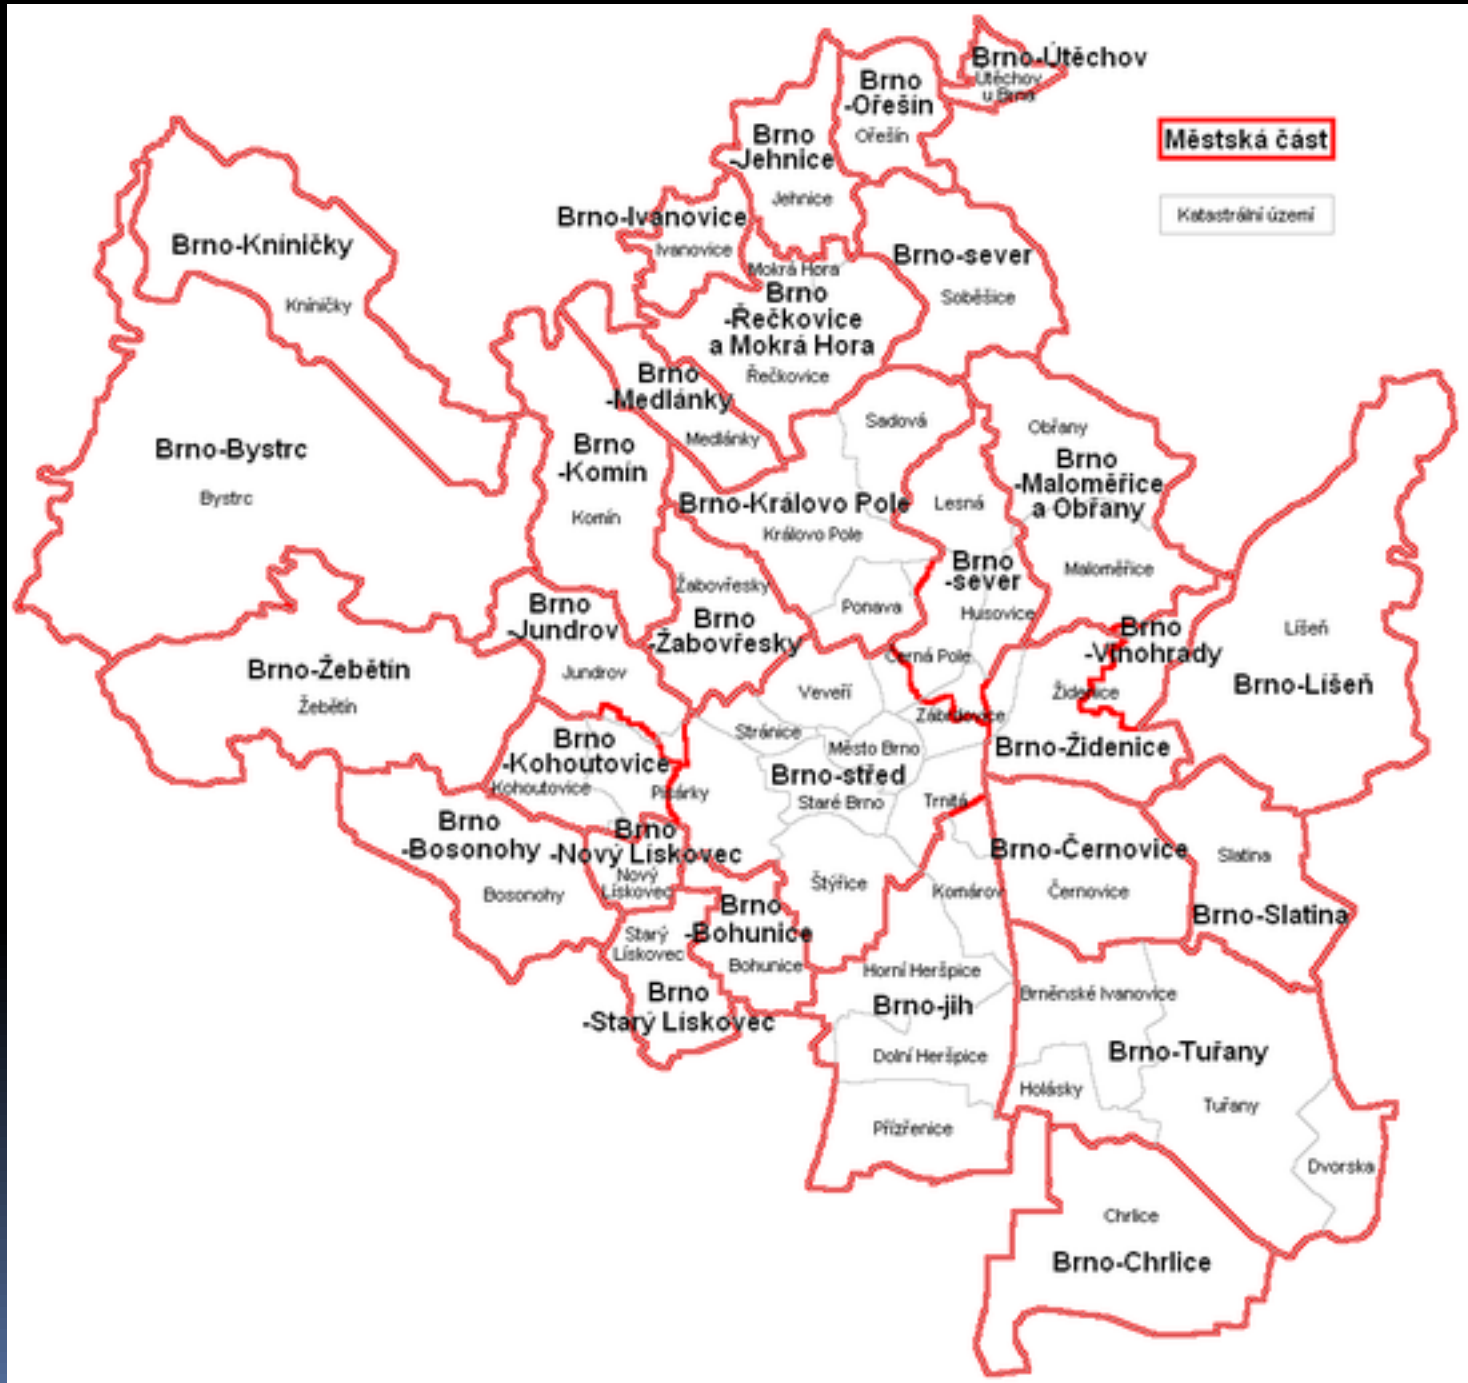 Brno-Útěchov
Útěchov
u Brna
Brno
-Ořešín
Ořešín
Městská část
Katastrální území
Brno
-Jehnice
Jehnice
Brno-Ivanovice
Ivanovice
Brno-Kníničky
Kníničky
Brno-sever
Soběšice
Mokrá Hora
Brno
-Řečkovice
a Mokrá Hora
Řečkovice
Brno
-Medlánky
Medlánky
Sadová
Obřany
Brno
-Maloměřice
a Obřany
Maloměřice
Brno-Bystrc
Bystrc
Brno
-Komín
Komín
Brno-Královo Pole
Královo Pole
Lesná
Brno
-sever
Husovice
Ponava
Žabovřesky
Brno
-Žabovřesky
Brno
-Jundrov
Jundrov
Brno-Žebětín
Žebětín
Černá Pole
Brno
-Vinohrady
Líšeň
Brno-Líšeň
Židenice
Brno-Židenice
Veveří
Zábrdovice
Stránice
Město Brno
Brno-střed
Staré Brno
Trnitá
Brno
-Kohoutovice
Kohoutovice
Pisárky
Brno
-Bosonohy
Bosonohy
Brno
-Nový Lískovec
Nový
Lískovec
Štýřice
Komárov
Brno-Černovice
Černovice
Slatina
Brno-Slatina
Brno
-Bohunice
Bohunice
Starý
Lískovec
Brno
-Starý Lískovec
Horní Heršpice
Brno-jih
Dolní Heršpice
Přízřenice
Brněnské Ivanovice
Brno-Tuřany
Holásky
Tuřany
Dvorska
Chrlice
Brno-Chrlice